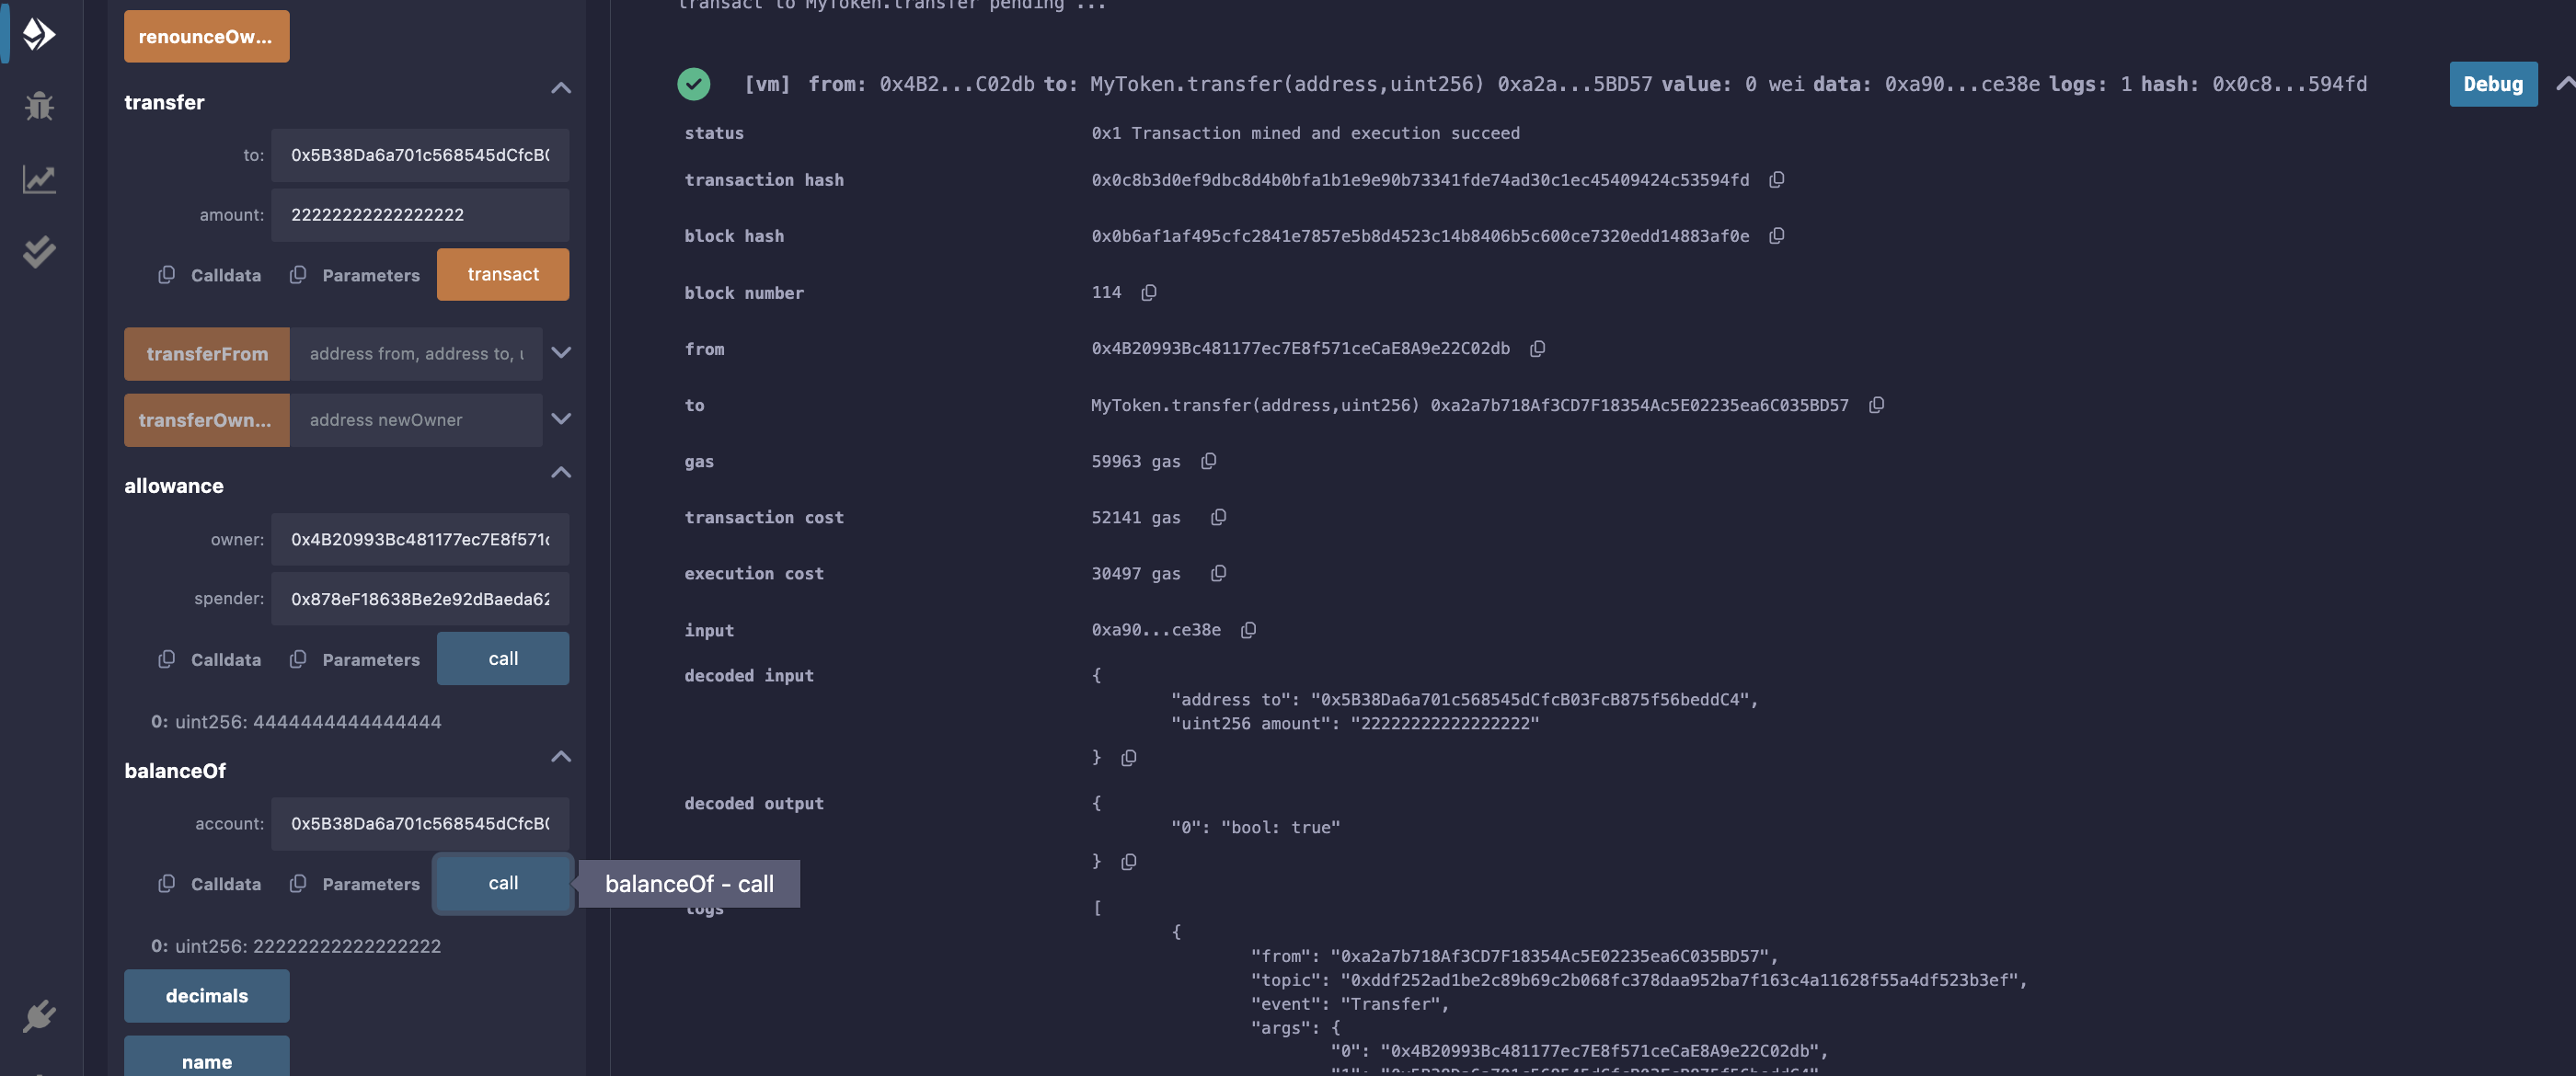 renounceOw...
transfer
to: 0x5B38Da6a701c568545dCfcB
amount: 22222222222222222
Calldata Parameters transact
transferFrom address from, address to, u
transferOwn... address newOwner
allowance
owner: 0x4B20993Bc481177ec7E8f571c
spender: 0x878eF18638Be2e92dBaeda62
Calldata Parameters call
0: uint256: 4444444444444444
balanceOf
account: 0x5B38Da6a701c568545dCfcB
Calldata Parameters call
balanceOf - call
0: uint256: 22222222222222222
decimals
name
transact to MyToken.transfer pending ...
[vm] from: 0x4B2...C02db to: MyToken.transfer(address,uint256) 0xa2a...5BD57 value: 0 wei data: 0xa90...ce38e logs: 1 hash: 0x0c8...594fd
Debug
status 0x1 Transaction mined and execution succeed
transaction hash 0x0c8b3d0ef9dbc8d4b0bfa1b1e9e90b73341fde74ad30c1ec45409424c53594fd
block hash 0x0b6af1af495cfc2841e7857e5b8d4523c14b8406b5c600ce7320edd14883af0e
block number 114
from 0x4B20993Bc481177ec7E8f571ceCaE8A9e22C02db
to MyToken.transfer(address,uint256) 0xa2a7b718Af3CD7F18354Ac5E02235ea6C035BD57
gas 59963 gas
transaction cost 52141 gas
execution cost 30497 gas
input 0xa90...ce38e
decoded input {
"address to": "0x5B38Da6a701c568545dCfcB03FcB875f56beddC4",
"uint256 amount": "22222222222222222"
}
decoded output {
"0": "bool: true"
}
logs [
{
"from": "0xa2a7b718Af3CD7F18354Ac5E02235ea6C035BD57",
"topic": "0xddf252ad1be2c89b69c2b068fc378daa952ba7f163c4a11628f55a4df523b3ef",
"event": "Transfer",
"args": {
"0": "0x4B20993Bc481177ec7E8f571ceCaE8A9e22C02db",
"1": "0x5B38Da6a701c568545dCfcB03FcB875f56beddC4",